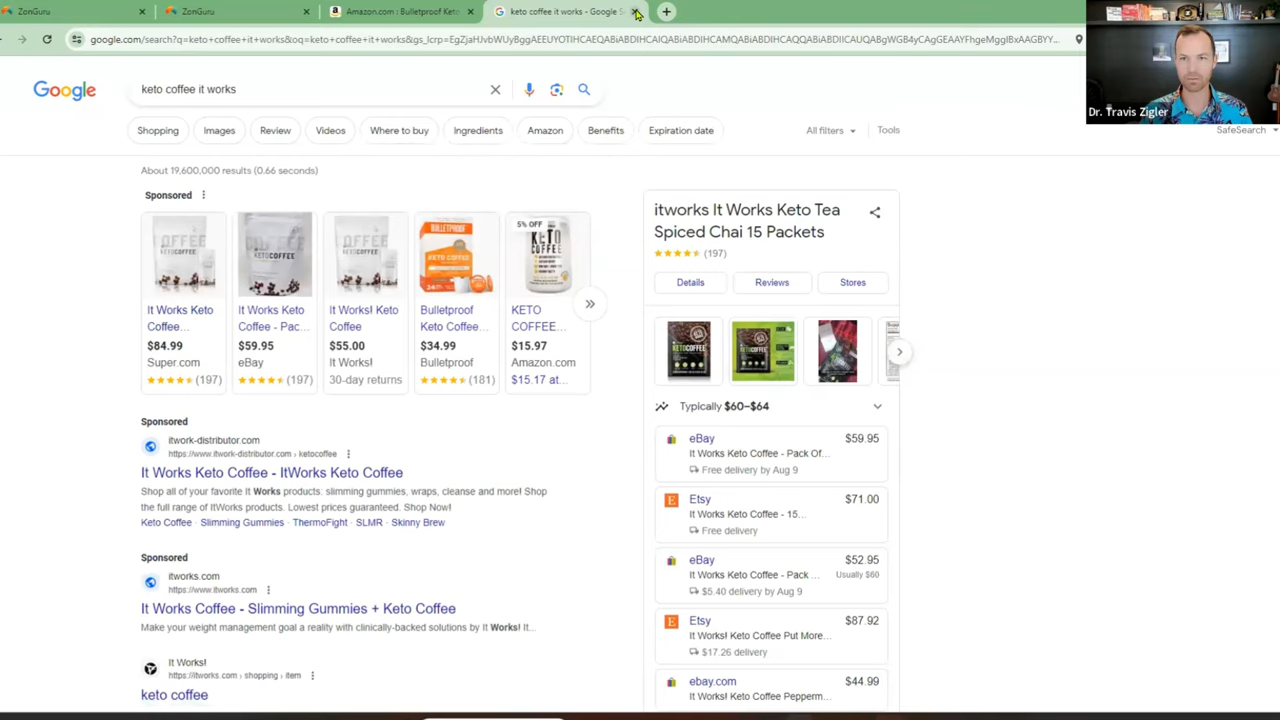 ZonGuru
ZonGuru
Amazon.com : Bulletproof Keto
keto coffee it works - Google S
google.com/search?q=keto+coffee+it+works&oq=keto+coffee+it+works&gs_lcrp=
Dr. Travis Zigler
Google
keto coffee it works
Shopping
Images
Review
Videos
Where to buy
Ingredients
Amazon
Benefits
Expiration date
All filters
Tools
SafeSearch
About 19,600,000 results (0.66 seconds)
Sponsored
It Works Keto
Coffee...
$84.99
Super.com
(197)
It Works Keto
Coffee - Pac...
$59.95
eBay
(197)
It Works! Keto
Coffee
$55.00
It Works!
30-day returns
BULLETPROOF
KETO COFFEE
Bulletproof
Keto Coffee...
$34.99
Bulletproof
(181)
5% OFF
KETO
COFFEE
KETO
COFFEE...
$15.97
Amazon.com
$15.17 at...
Sponsored
itwork-distributor.com
https://www.itwork-distributor.com › ketocoffee
It Works Keto Coffee - ItWorks Keto Coffee
Shop all of your favorite It Works products: slimming gummies, wraps, cleanse and more! Shop
the full range of ItWorks products. Lowest prices guaranteed. Shop Now!
Keto Coffee · Slimming Gummies · ThermoFight · SLMR · Skinny Brew
Sponsored
itworks.com
https://www.itworks.com
It Works Coffee - Slimming Gummies + Keto Coffee
Make your weight management goal a reality with clinically-backed solutions by It Works! It...
It Works!
https://itworks.com › shopping › item
keto coffee
itworks It Works Keto Tea
Spiced Chai 15 Packets
(197)
Details
Reviews
Stores
KETOCOFFEE
KETOCOFFEE
Typically $60–$64
eBay
$59.95
It Works Keto Coffee - Pack Of...
Free delivery by Aug 9
Etsy
$71.00
It Works Keto Coffee - 15...
Free delivery
eBay
$52.95
It Works Keto Coffee - Pack ...
Usually $60
$5.40 delivery by Aug 9
Etsy
$87.92
It Works! Keto Coffee Put More...
$17.26 delivery
ebay.com
$44.99
It Works! Keto Coffee Pepperm...